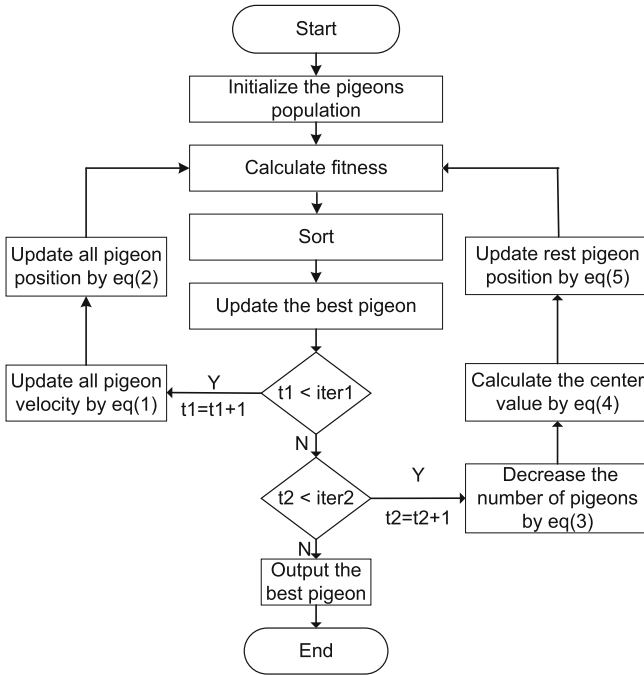 Start
Initialize the pigeons
population
Calculate fitness
Sort
Update all pigeon
position by eq(2)
Update rest pigeon
position by eq(5)
Update the best pigeon
Update all pigeon
velocity by eq(1)
Y
t1=t1+1
t1 < iter1
Calculate the center
value by eq(4)
N
t2 < iter2
Y
t2=t2+1
Decrease the
number of pigeons
by eq(3)
N
Output the
best pigeon
End